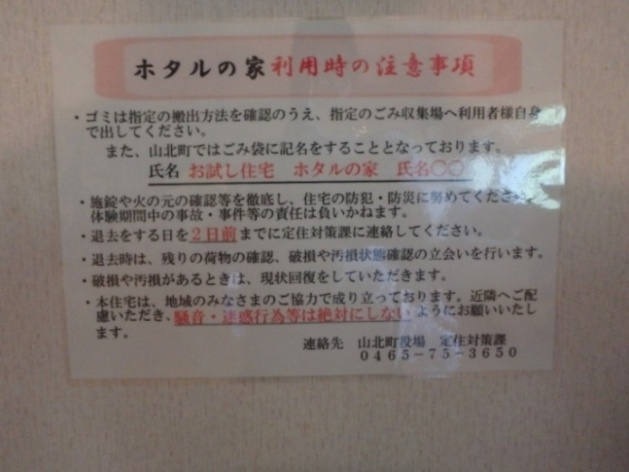 ホタルの家利用時の注意事項
・ゴミは指定の搬出方法を確認のうえ、指定のごみ収集場へ利用者様自身
で出してください。
また、山北町ではごみ袋に記名をすることとなっております。
氏名 お試し住宅 ホタルの家 氏名〇〇
・施錠や火の元の確認等を徹底し、住宅の防犯・防災に努めてください。
体験期間中の事故・事件等の責任は負いかねます。
・退去をする日を2日前までに定住対策課に連絡してください。
・退去時は、残りの荷物の確認、破損や汚損状態確認の立会いを行います。
・破損や汚損があるときは、現状回復をしていただきます。
・本住宅は、地域のみなさまのご協力で成り立っております。近隣へご配
慮いただき、騒音・迷惑行為等は絶対にしないようにお願いいたし
ます。
連絡先 山北町役場 定住対策課
0465-75-3650